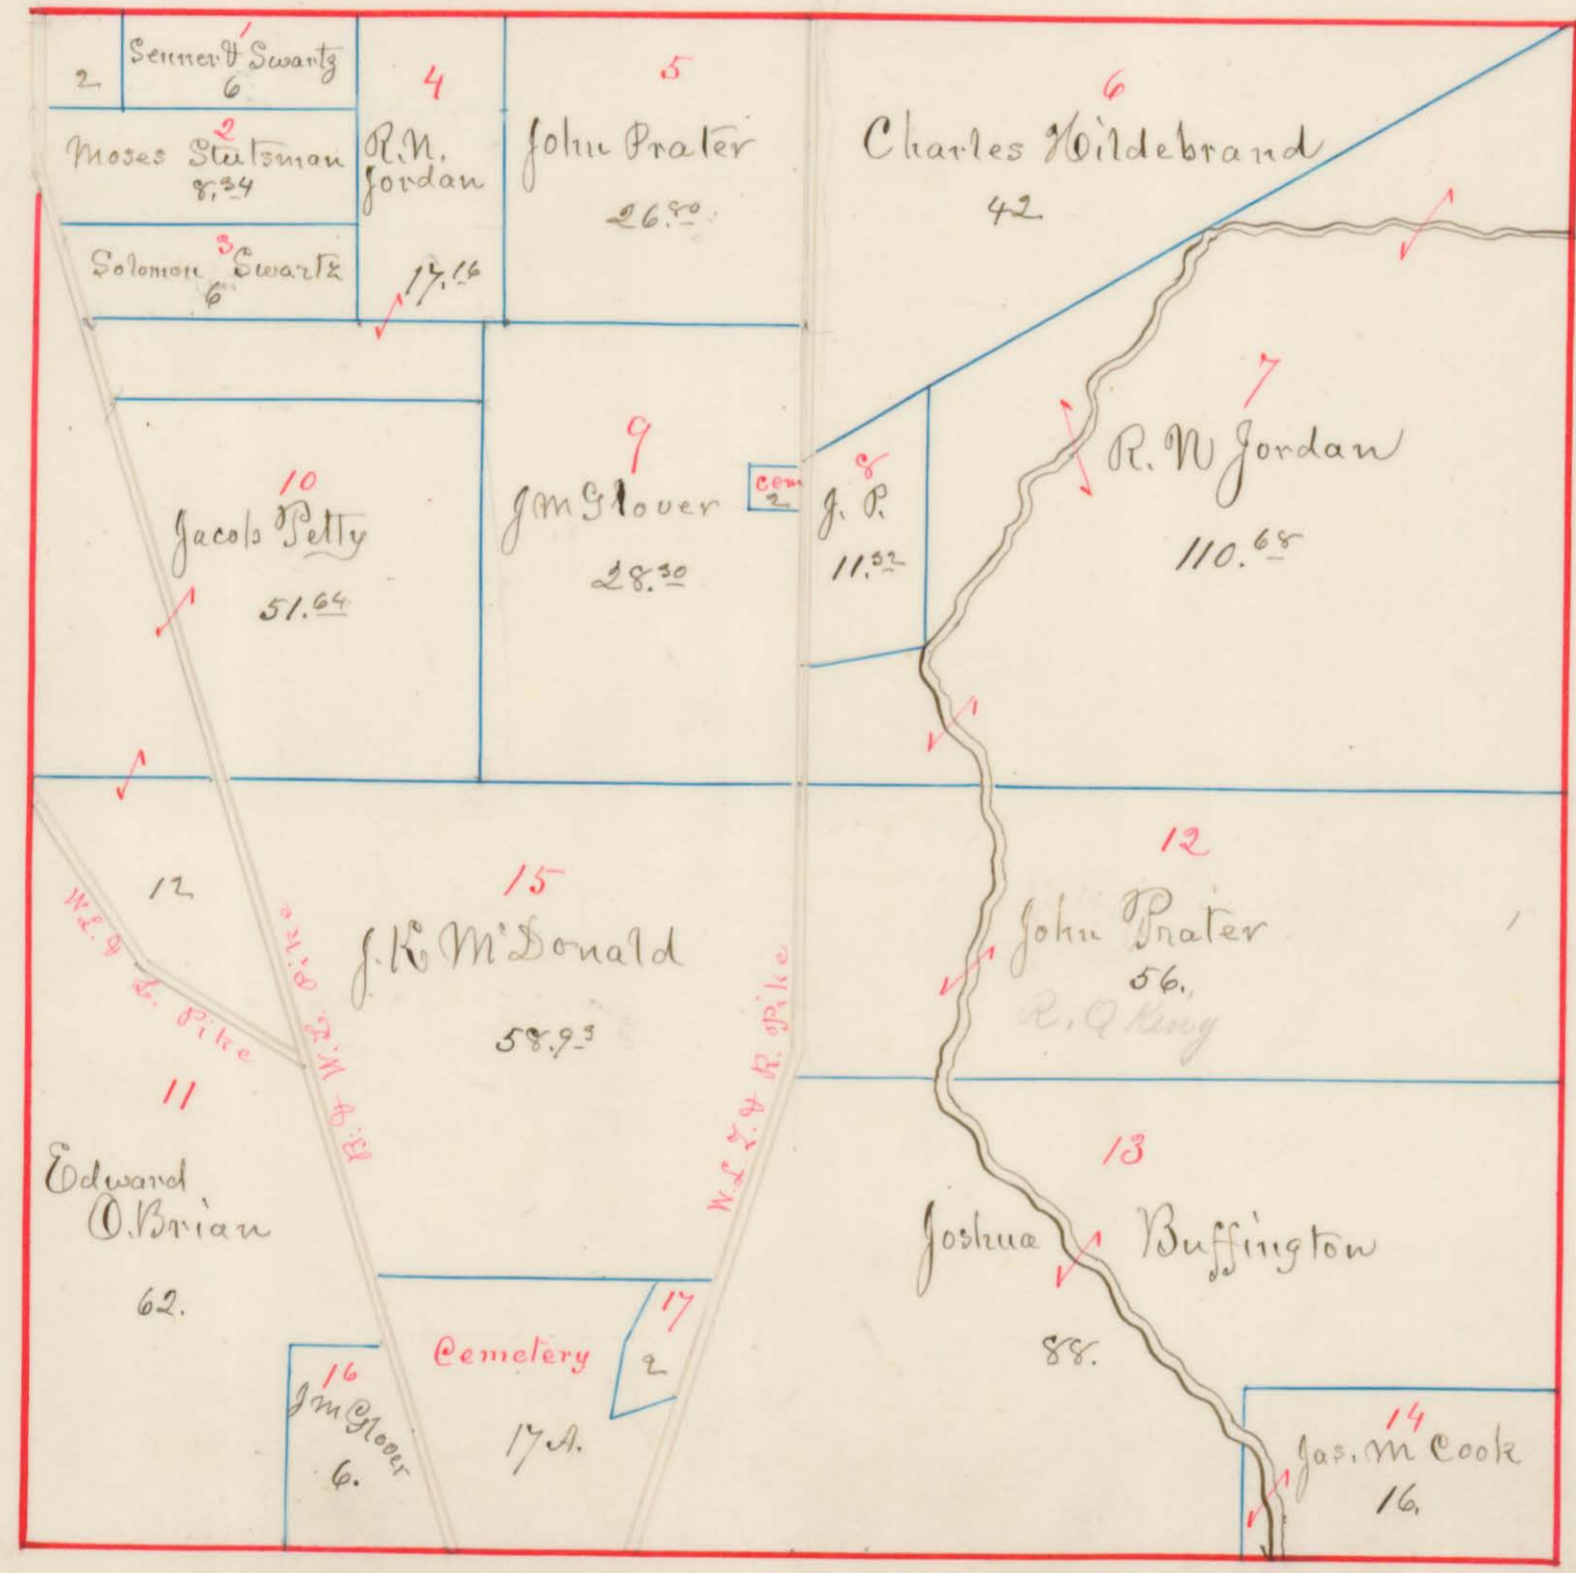 1
2
Senner & Swartz
6
2
Moses Stutsman
8.34
3
Solomon Swartz
6
4
R.N.
Jordan
17.16
5
John Prater
26.80
6
Charles Hildebrand
42
7
R. N Jordan
110.68
8
J. P.
11.32
9
J M Glover
28.30
Cem
2
10
Jacob Petty
51.64
12
John Prater
56.
R. Q King
15
J. K McDonald
58.93
12
W. L. & L. Pike
B. & W. L. Pike
W. L. L. & R. Pike
11
Edward
O.Brian
62.
13
Joshua Buffington
88.
14
Jas. M Cook
16.
16
J M Glover
6.
Cemetery
17 A.
17
2